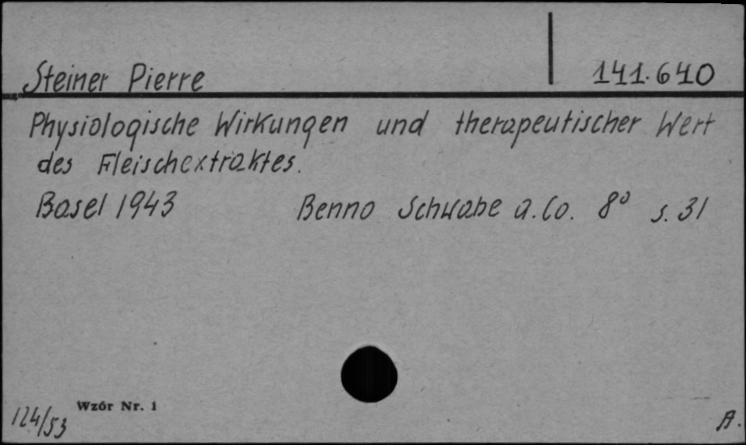 Steiner Pierre 141.640
Physiologische Wirkungen und therapeutischer Wert
des Fleischextraktes.
Basel 1943 Benno Schwabe a. Co. 8° s. 31
Wzór Nr. 1
124/53 A.